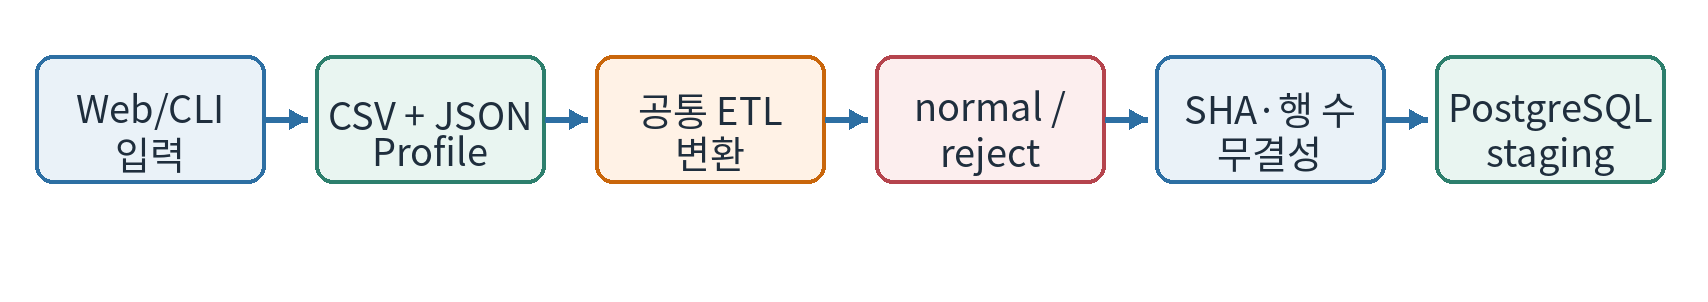 Web/CLI
입력
CSV + JSON
Profile
공통 ETL
변환
normal /
reject
SHA·행 수
무결성
PostgreSQL
staging